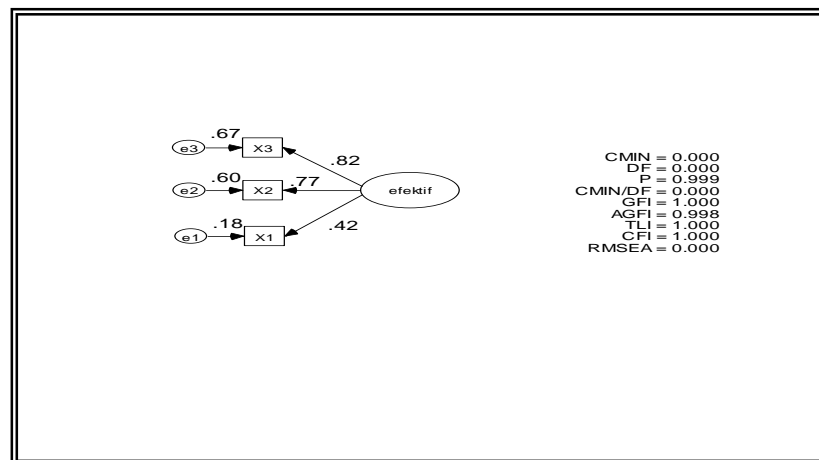 .67
e3
X3
.82
.60
e2
X2
.77
efektif
.18
e1
X1
.42
CMIN = 0.000
DF = 0.000
P = 0.999
CMIN/DF = 0.000
GFI = 1.000
AGFI = 0.998
TLI = 1.000
CFI = 1.000
RMSEA = 0.000